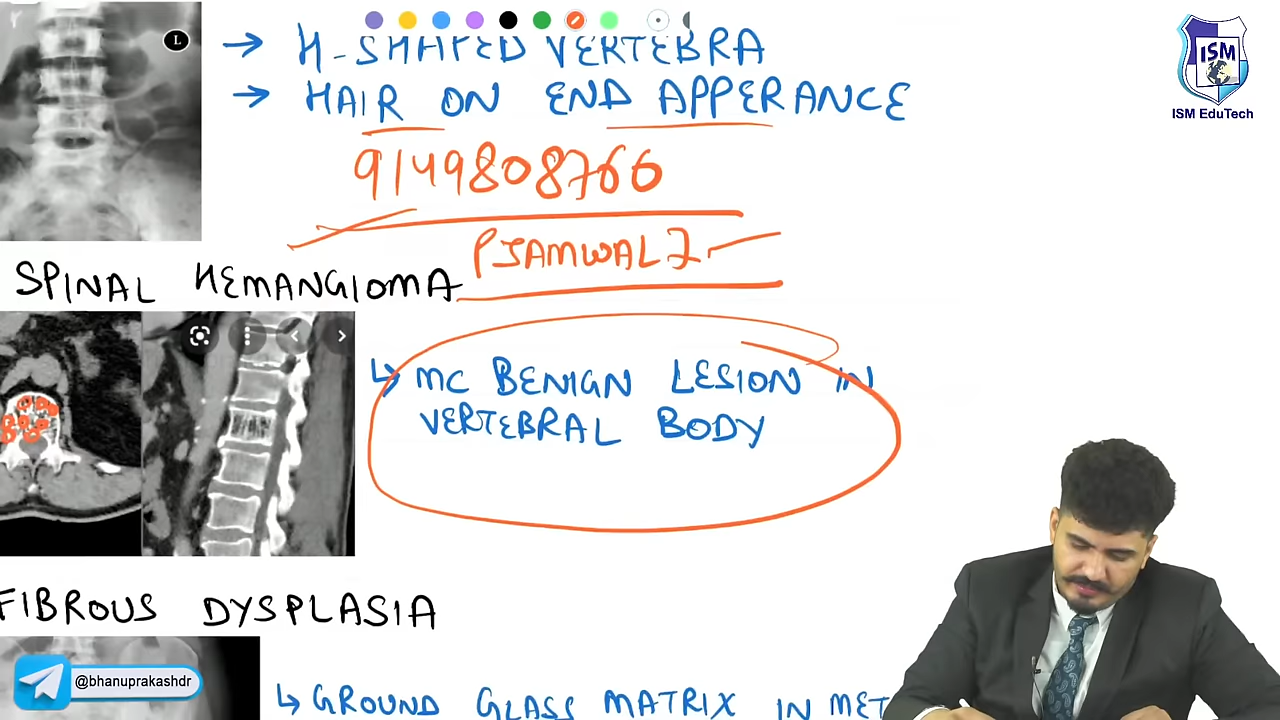 L
→ H-SHAPED VERTEBRA
→ HAIR ON END APPERANCE
9149808766
PJAMWAL7
ISM
ISM EduTech
SPINAL HEMANGIOMA
↳ MC BENIGN LESION IN
VERTEBRAL BODY
FIBROUS DYSPLASIA
@bhanuprakashdr
↳ GROUND GLASS MATRIX IN MET